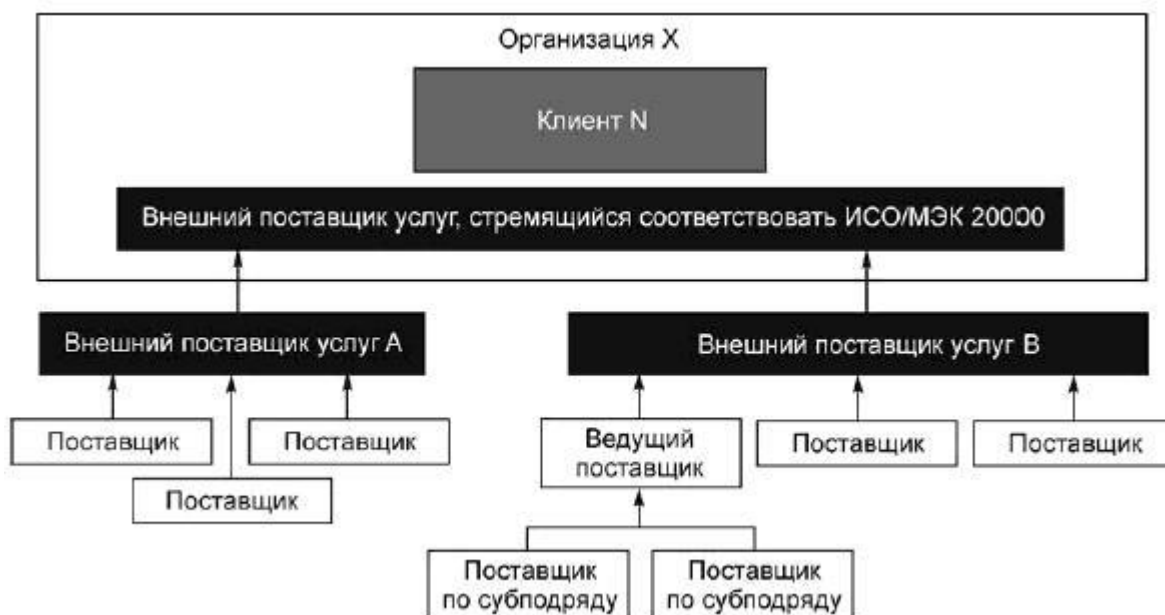 Организация X
Клиент N
Внешний поставщик услуг, стремящийся соответствовать ИСО/МЭК 20000
Внешний поставщик услуг A
Внешний поставщик услуг B
Поставщик
Поставщик
Поставщик
Ведущий
поставщик
Поставщик
Поставщик
Поставщик
по субподряду
Поставщик
по субподряду